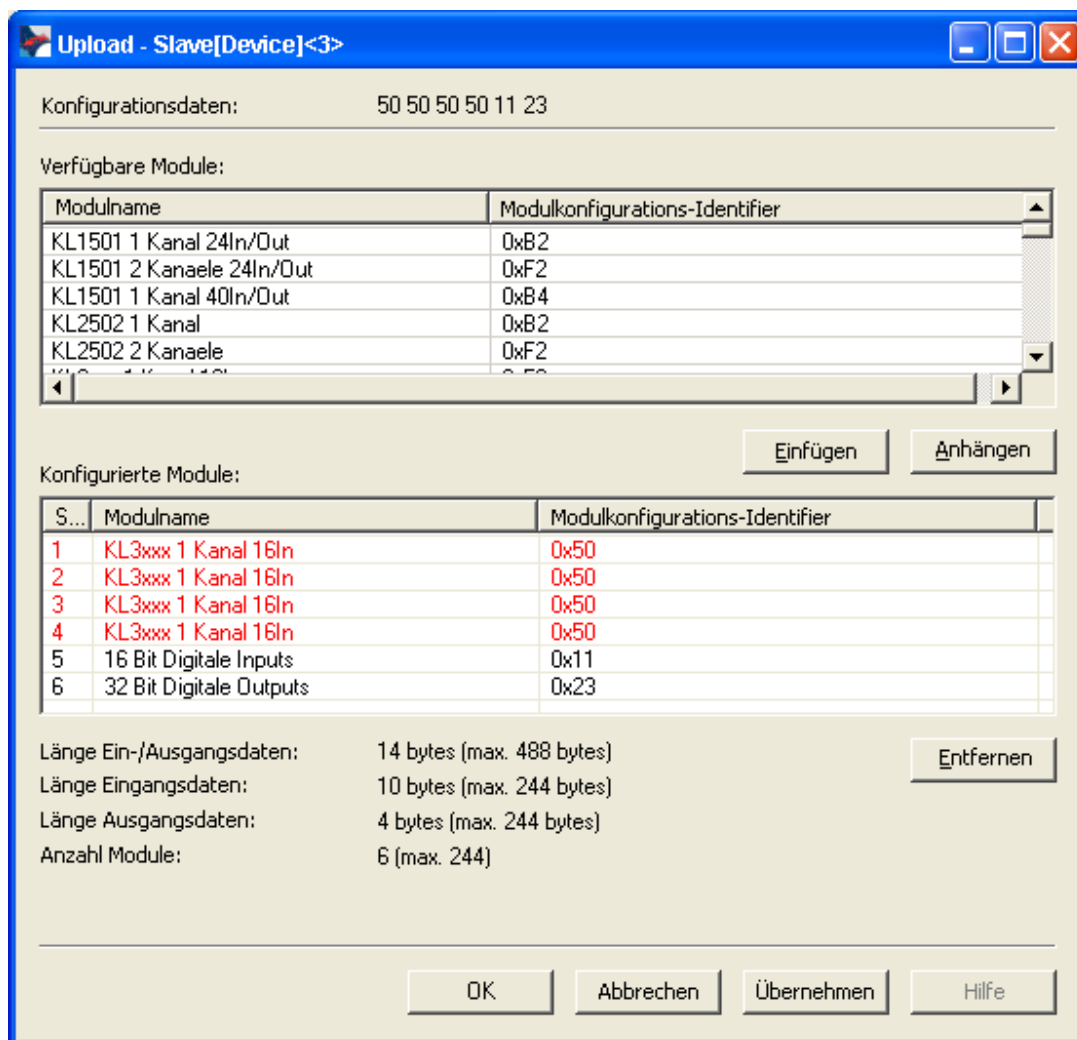 Upload - Slave[Device]<3>
Konfigurationsdaten: 50 50 50 50 11 23
Verfügbare Module:
Modulname Modulkonfigurations-Identifier
KL1501 1 Kanal 24In/Out 0xB2
KL1501 2 Kanaele 24In/Out 0xF2
KL1501 1 Kanal 40In/Out 0xB4
KL2502 1 Kanal 0xB2
KL2502 2 Kanaele 0xF2
Einfügen Anhängen
Konfigurierte Module:
S... Modulname Modulkonfigurations-Identifier
1 KL3xxx 1 Kanal 16In 0x50
2 KL3xxx 1 Kanal 16In 0x50
3 KL3xxx 1 Kanal 16In 0x50
4 KL3xxx 1 Kanal 16In 0x50
5 16 Bit Digitale Inputs 0x11
6 32 Bit Digitale Outputs 0x23
Länge Ein-/Ausgangsdaten: 14 bytes (max. 488 bytes) Entfernen
Länge Eingangsdaten: 10 bytes (max. 244 bytes)
Länge Ausgangsdaten: 4 bytes (max. 244 bytes)
Anzahl Module: 6 (max. 244)
OK Abbrechen Übernehmen Hilfe